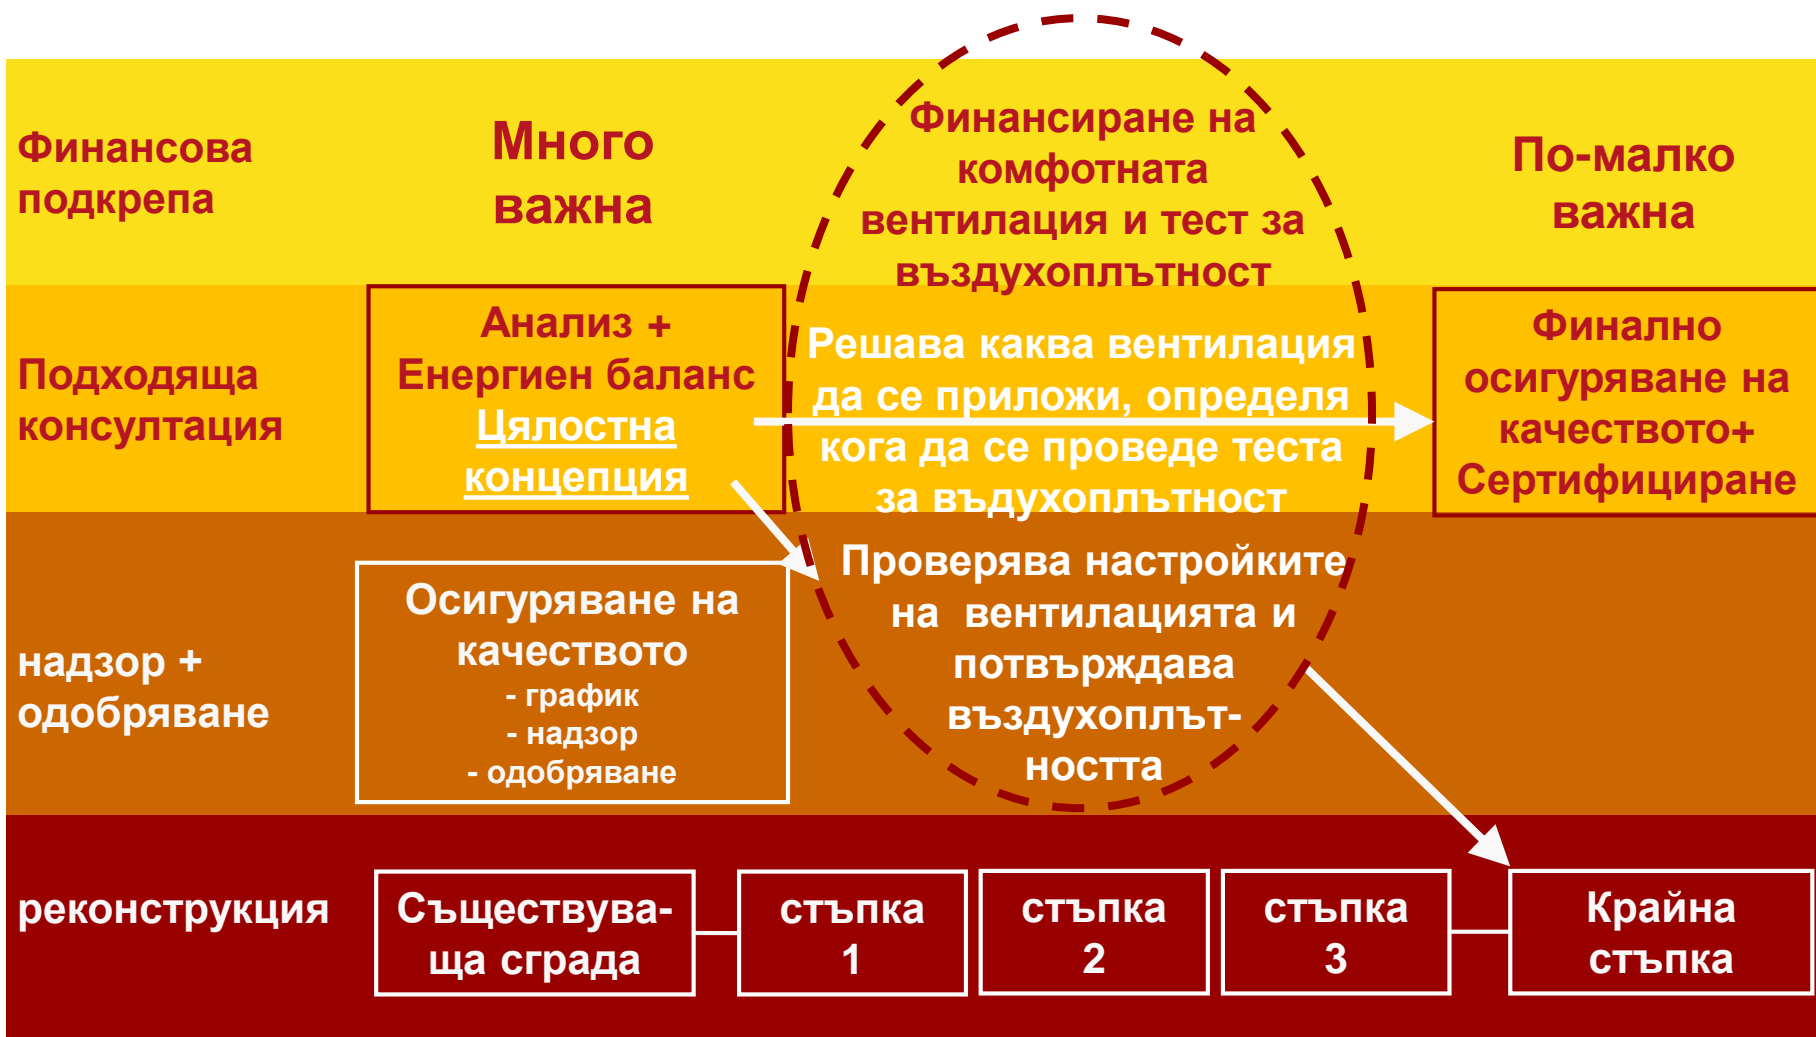 Финансова
подкрепа
Много
важна
Финансиране на
комфотната
вентилация и тест за
въздухоплътност
По-малко
важна
Подходяща
консултация
Анализ +
Енергиен баланс
Цялостна
концепция
Решава каква вентилация
да се приложи, определя
кога да се проведе теста
за въдухоплътност
Финално
осигуряване на
качеството+
Сертифициране
надзор +
одобряване
Осигуряване на
качеството
- график
- надзор
- одобряване
Проверява настройките
на вентилацията и
потвърждава
въздухоплът-
ността
реконструкция
Съществува-
ща сграда
стъпка
1
стъпка
2
стъпка
3
Крайна
стъпка